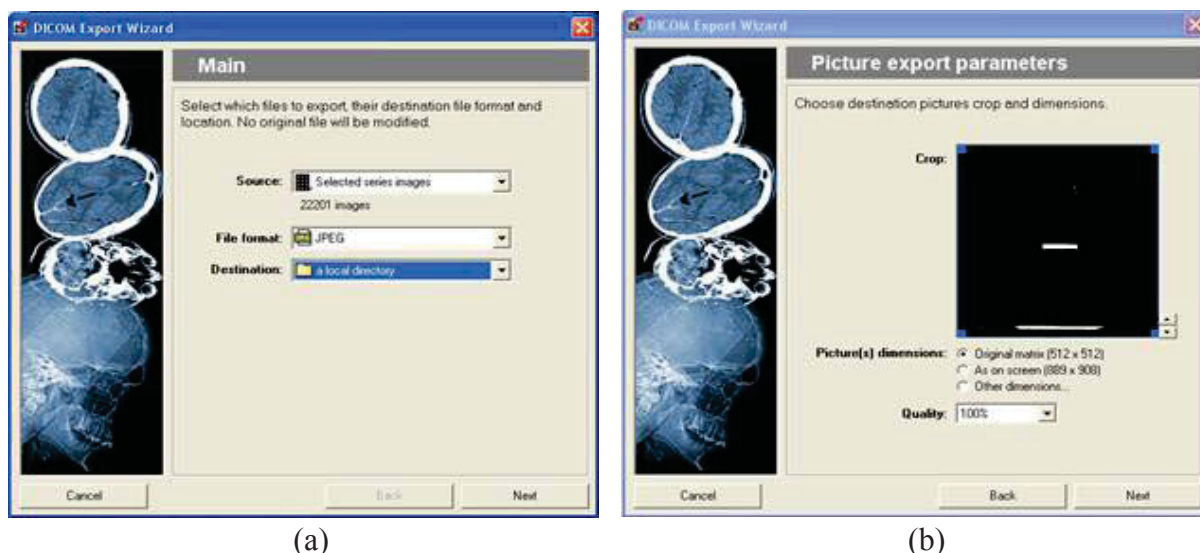 DICOM Export Wizard
Main
Select which files to export, their destination file format and
location. No original file will be modified.
Source: Selected series images
22201 images
File format: JPEG
Destination: a local directory
Cancel Back Next
(a)
DICOM Export Wizard
Picture export parameters
Choose destination pictures crop and dimensions.
Crop:
Picture(s) dimensions: Original matrix (512 x 512)
As on screen (889 x 908)
Other dimensions...
Quality: 100%
Cancel Back Next
(b)